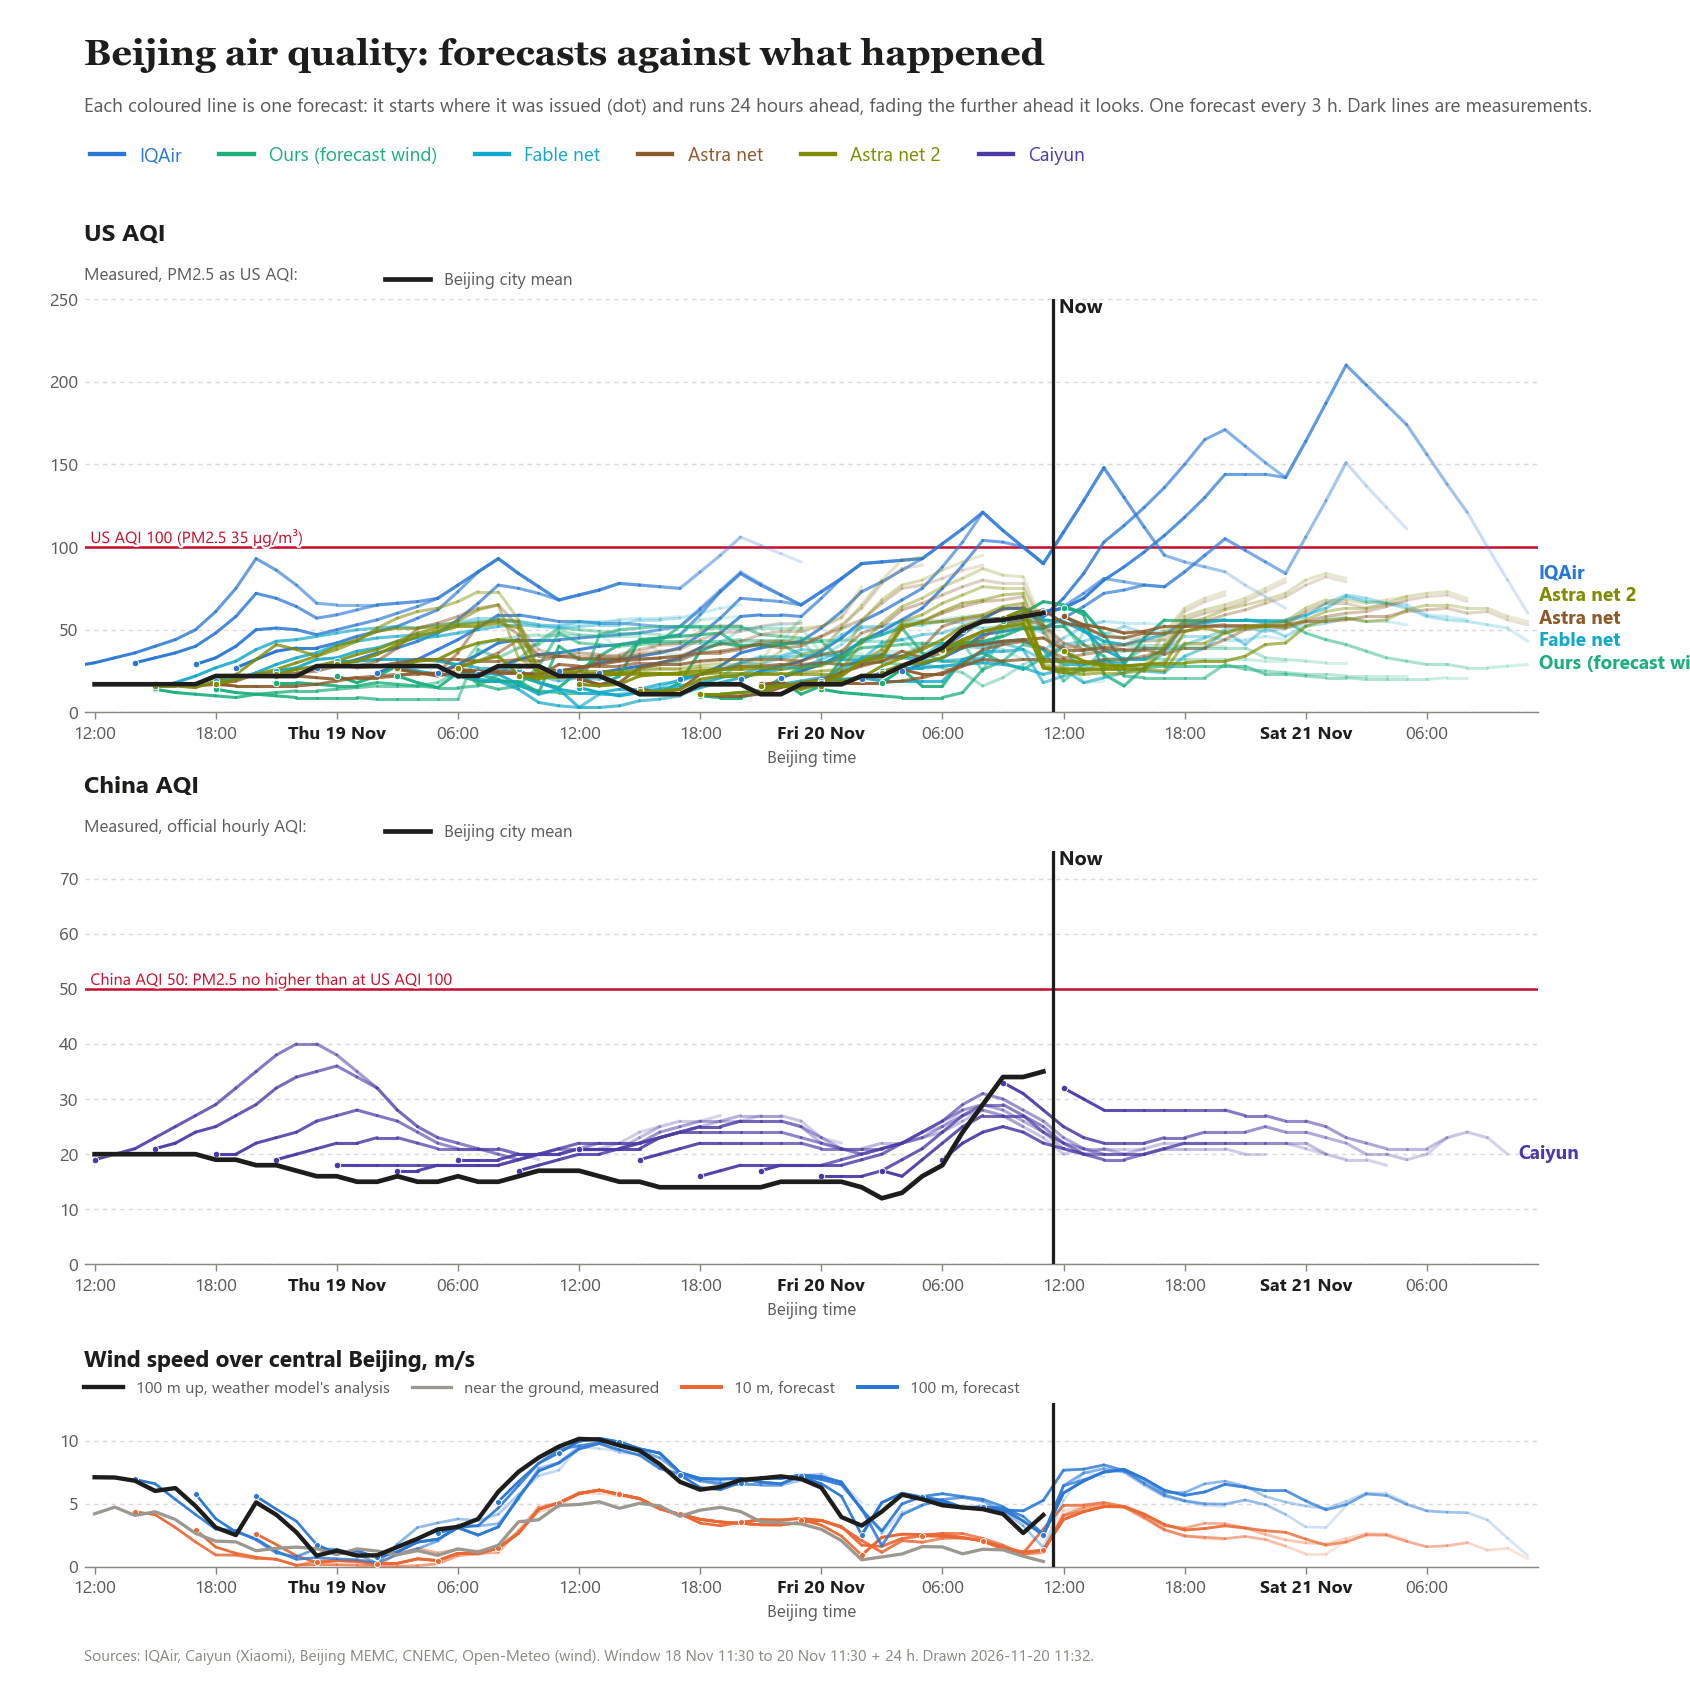 Beijing air quality: forecasts against what happened
Each coloured line is one forecast: it starts where it was issued (dot) and runs 24 hours ahead, fading the further ahead it looks. One forecast every 3 h. Dark lines are measurements.
IQAir Ours (forecast wind) Fable net Astra net Astra net 2 Caiyun
US AQI
Measured, PM2.5 as US AQI: Beijing city mean
250
Now
200
150
US AQI 100 (PM2.5 35 µg/m³)
100
IQAir
Astra net 2
50
Astra net
Fable net
Ours (forecast wi
0
12:00 18:00 Thu 19 Nov 06:00 12:00 18:00 Fri 20 Nov 06:00 12:00 18:00 Sat 21 Nov 06:00
Beijing time
China AQI
Measured, official hourly AQI: Beijing city mean
Now
70
60
China AQI 50: PM2.5 no higher than at US AQI 100
50
40
30
20
Caiyun
10
0
12:00 18:00 Thu 19 Nov 06:00 12:00 18:00 Fri 20 Nov 06:00 12:00 18:00 Sat 21 Nov 06:00
Beijing time
Wind speed over central Beijing, m/s
100 m up, weather model's analysis near the ground, measured 10 m, forecast 100 m, forecast
10
5
0
12:00 18:00 Thu 19 Nov 06:00 12:00 18:00 Fri 20 Nov 06:00 12:00 18:00 Sat 21 Nov 06:00
Beijing time
Sources: IQAir, Caiyun (Xiaomi), Beijing MEMC, CNEMC, Open-Meteo (wind). Window 18 Nov 11:30 to 20 Nov 11:30 + 24 h. Drawn 2026-11-20 11:32.